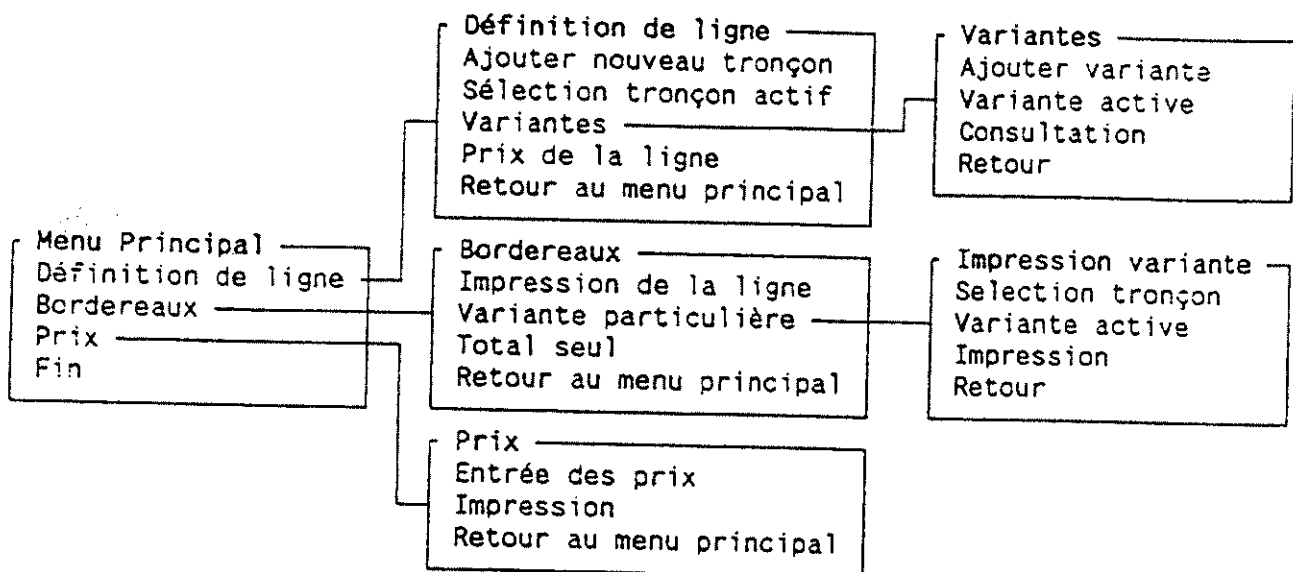 Définition de ligne
Ajouter nouveau tronçon
Sélection tronçon actif
Variantes
Prix de la ligne
Retour au menu principal
Variantes
Ajouter variante
Variante active
Consultation
Retour
Menu Principal
Définition de ligne
Bordereaux
Prix
Fin
Bordereaux
Impression de la ligne
Variante particulière
Total seul
Retour au menu principal
Impression variante
Selection tronçon
Variante active
Impression
Retour
Prix
Entrée des prix
Impression
Retour au menu principal